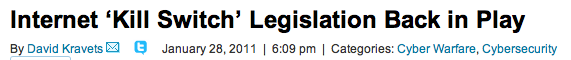 Internet ‘Kill Switch’ Legislation Back in Play
By David Kravets January 28, 2011 | 6:09 pm | Categories: Cyber Warfare, Cybersecurity